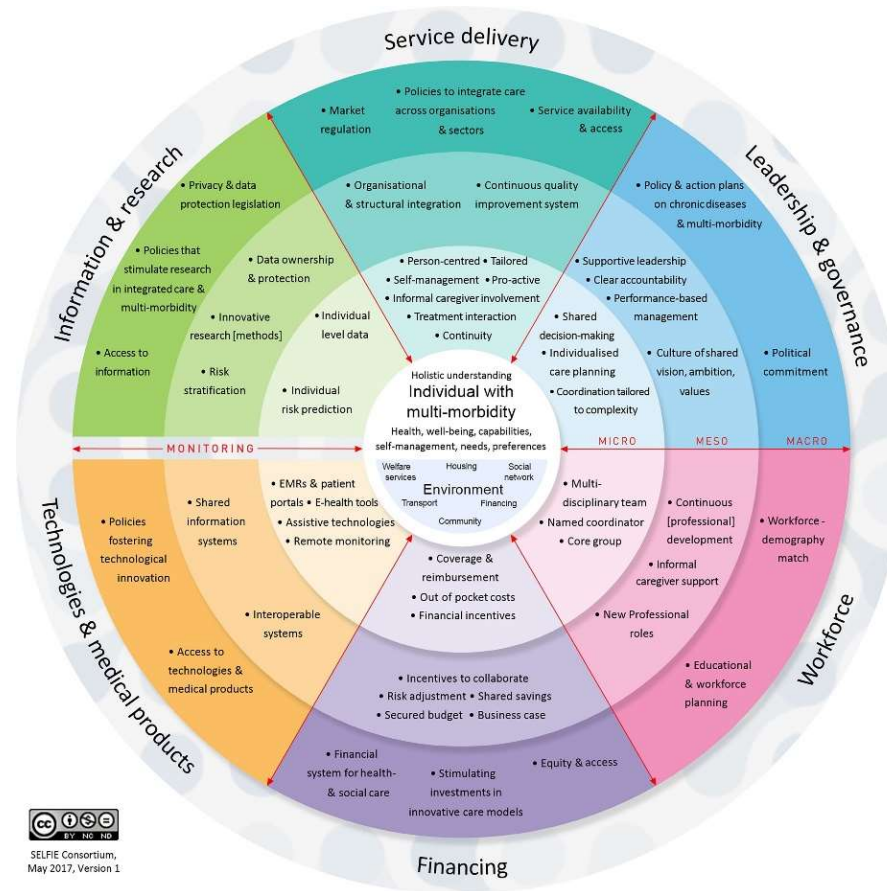 Service delivery
• Policies to integrate care
across organisations
& sectors
• Market
regulation
• Service availability
& access
• Organisational
& structural integration
• Continuous quality
improvement system
• Person-centred • Tailored
• Self-management • Pro-active
• Informal caregiver involvement
• Treatment interaction
• Continuity
Leadership & governance
• Policy & action plans
on chronic diseases
& multi-morbidity
• Political
commitment
• Supportive leadership
• Clear accountability
• Performance-based
management
• Culture of shared
vision, ambition,
values
• Shared
decision-making
• Individualised
care planning
• Coordination tailored
to complexity
Information & research
• Privacy & data
protection legislation
• Policies that
stimulate research
in integrated care &
multi-morbidity
• Access to
information
• Data ownership
& protection
• Innovative
research [methods]
• Risk
stratification
• Individual
level data
• Individual
risk prediction
Holistic understanding
Individual with
multi-morbidity
Health, well-being, capabilities,
self-management, needs, preferences
Welfare
services
Housing
Social
network
Environment
Transport
Financing
Community
MONITORING
MICRO
MESO
MACRO
Technologies & medical products
• EMRs & patient
portals • E-health tools
• Assistive technologies
• Remote monitoring
• Shared
information
systems
• Interoperable
systems
• Policies
fostering
technological
innovation
• Access to
technologies &
medical products
Workforce
• Multi-
disciplinary team
• Named coordinator
• Core group
• Continuous
[professional]
development
• Informal
caregiver support
• New Professional
roles
• Workforce -
demography
match
• Educational
& workforce
planning
• Coverage &
reimbursement
• Out of pocket costs
• Financial incentives
• Incentives to collaborate
• Risk adjustment • Shared savings
• Secured budget • Business case
• Financial
system for health-
& social care
• Stimulating
investments in
innovative care models
• Equity & access
Financing
cc
BY NC ND
SELFIE Consortium,
May 2017, Version 1